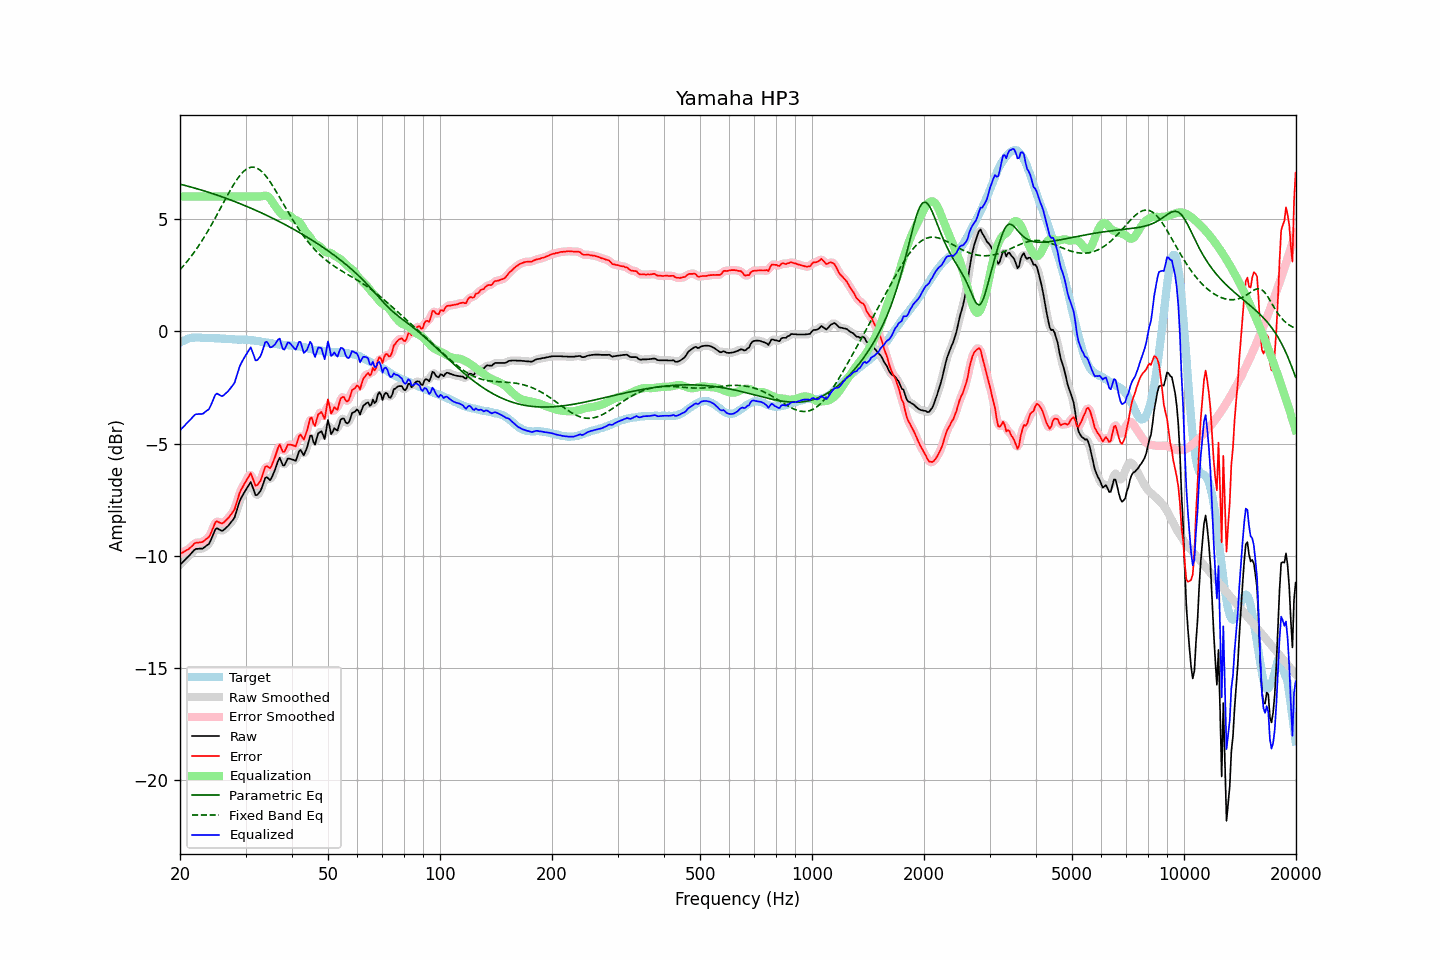 Yamaha HP3
Amplitude (dBr)
5
0
−5
−10
−15
−20
Target
Raw Smoothed
Error Smoothed
Raw
Error
Equalization
Parametric Eq
Fixed Band Eq
Equalized
20 50 100 200 500 1000 2000 5000 10000 20000
Frequency (Hz)